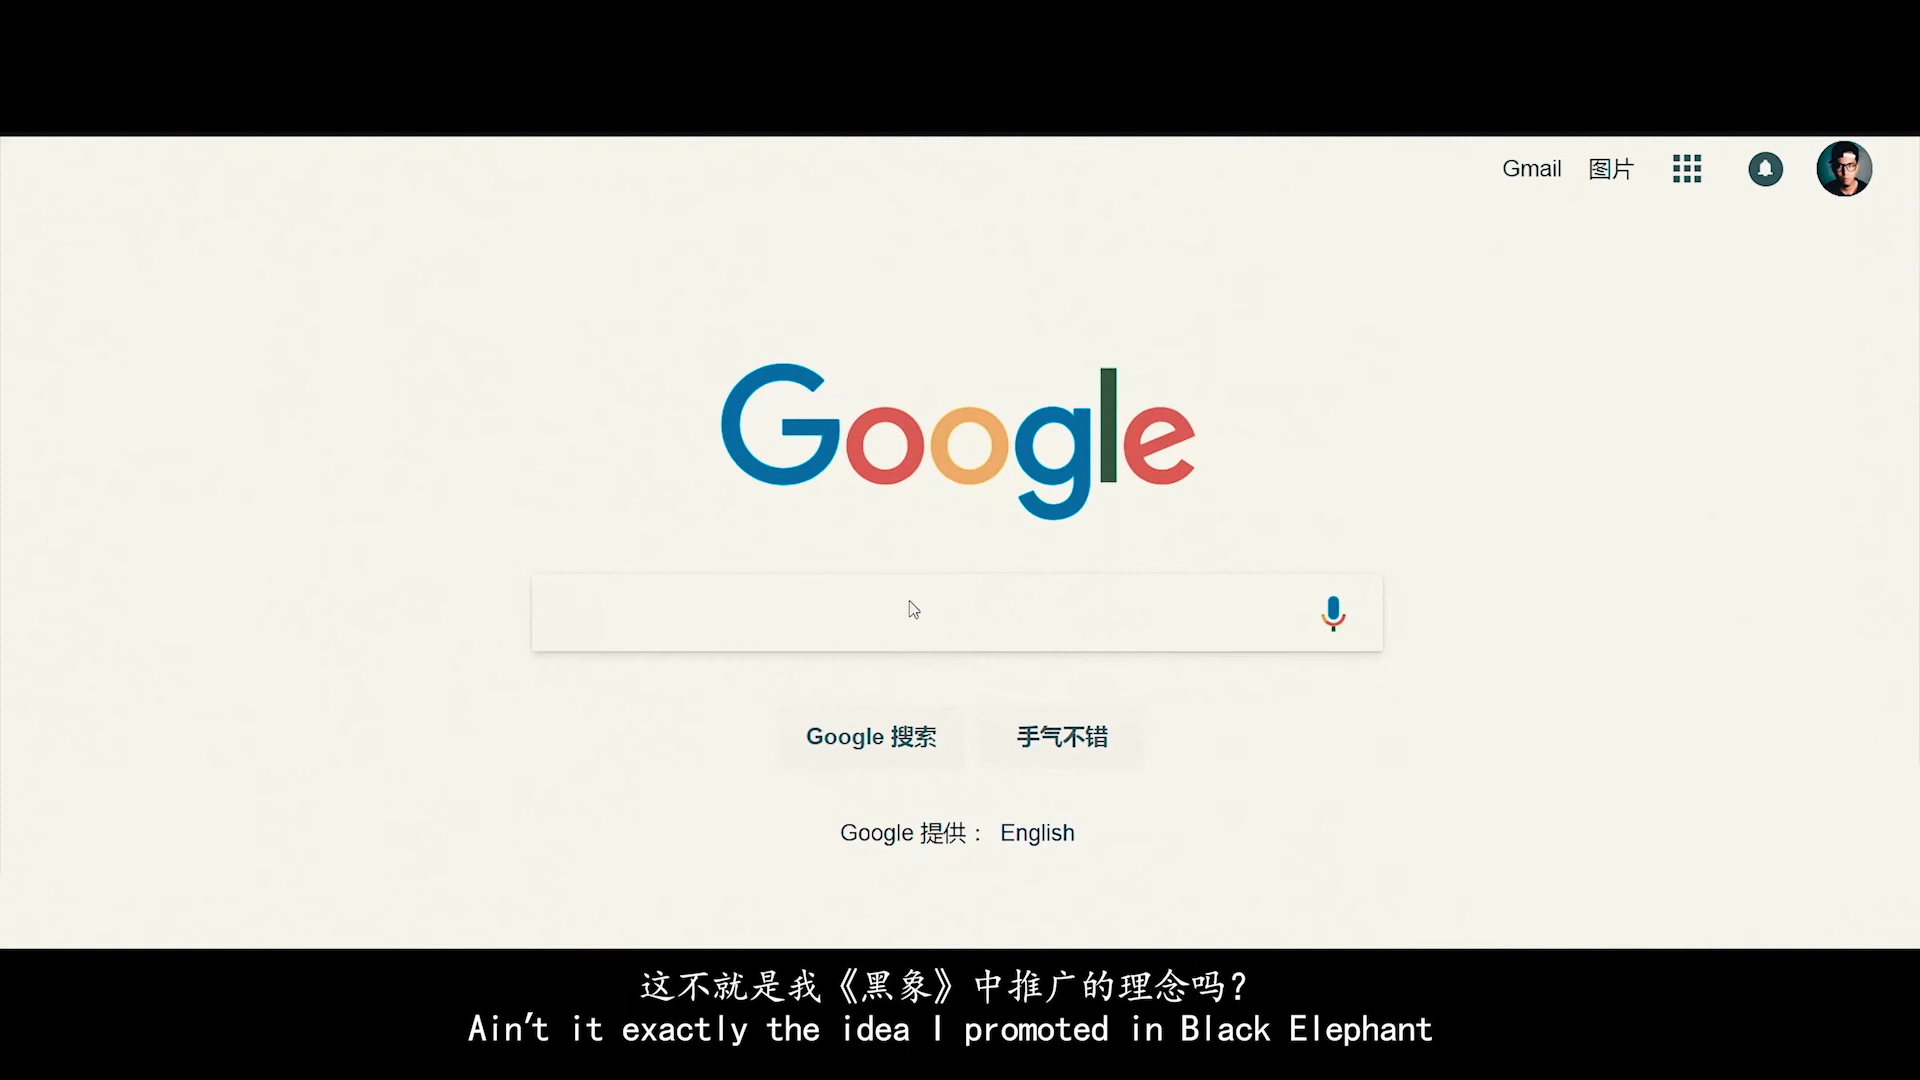 Gmail 图片
Google
Google 搜索 手气不错
Google 提供： English
这不就是我《黑象》中推广的理念吗?
Ain't it exactly the idea I promoted in Black Elephant